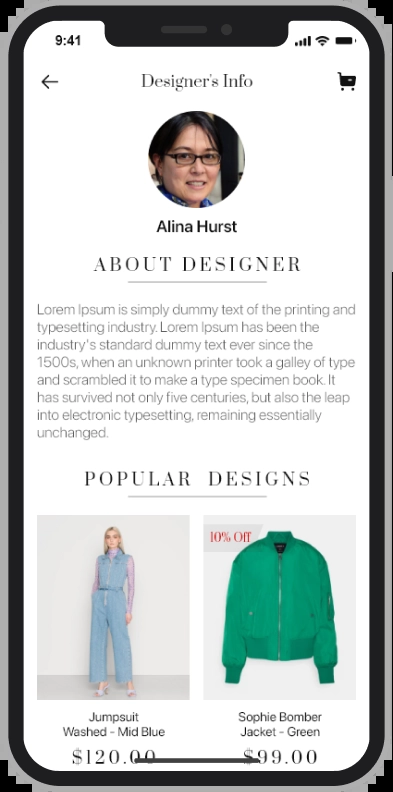 9:41
Designer's Info
Alina Hurst
ABOUT DESIGNER
Lorem Ipsum is simply dummy text of the printing and
typesetting industry. Lorem Ipsum has been the
industry's standard dummy text ever since the
1500s, when an unknown printer took a galley of type
and scrambled it to make a type specimen book. It
has survived not only five centuries, but also the leap
into electronic typesetting, remaining essentially
unchanged.
POPULAR DESIGNS
10% Off
Jumpsuit
Washed - Mid Blue
$120.00
Sophie Bomber
Jacket - Green
$99.00